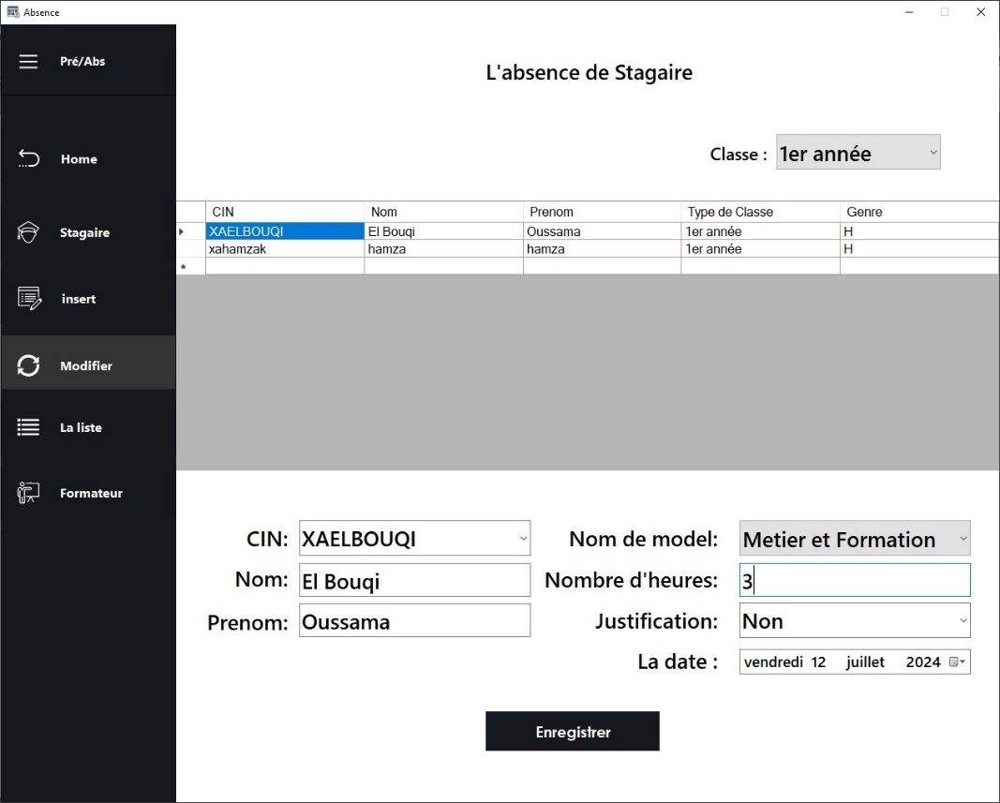 Absence
Pré/Abs
Home
Stagaire
insert
Modifier
La liste
Formateur
L'absence de Stagaire
Classe : 1er année
CIN Nom Prenom Type de Classe Genre
XAELBOUQI El Bouqi Oussama 1er année H
xahamzak hamza hamza 1er année H
CIN: XAELBOUQI
Nom: El Bouqi
Prenom: Oussama
Nom de model: Metier et Formation
Nombre d'heures: 3
Justification: Non
La date : vendredi 12 juillet 2024
Enregistrer